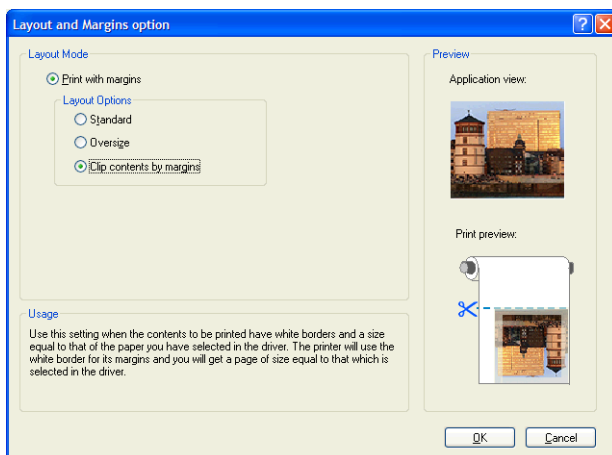 Layout and Margins option
Layout Mode
Print with margins
Layout Options
Standard
Oversize
Clip contents by margins
Usage
Use this setting when the contents to be printed have white borders and a size
equal to that of the paper you have selected in the driver. The printer will use the
white border for its margins and you will get a page of size equal to that which is
selected in the driver.
Preview
Application view:
Print preview:
OK
Cancel